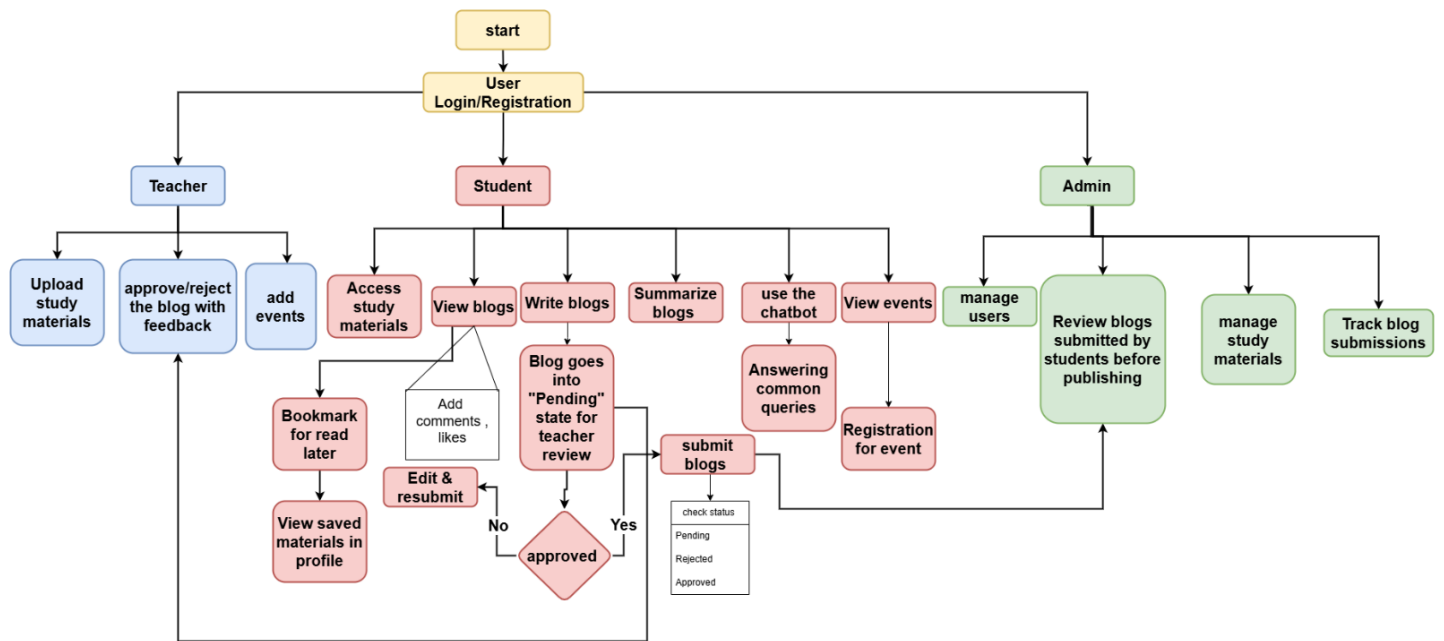 start
User
Login/Registration
Teacher
Student
Admin
Upload
study
materials
approve/reject
the blog with
feedback
add
events
Access
study
materials
View blogs
Write blogs
Summarize
blogs
use the
chatbot
View events
manage
users
Review blogs
submitted by
students before
publishing
manage
study
materials
Track blog
submissions
Bookmark
for read
later
Add
comments ,
likes
Blog goes
into
"Pending"
state for
teacher
review
Answering
common
queries
Registration
for event
submit
blogs
Edit &
resubmit
No
Yes
approved
View saved
materials in
profile
check status
Pending
Rejected
Approved